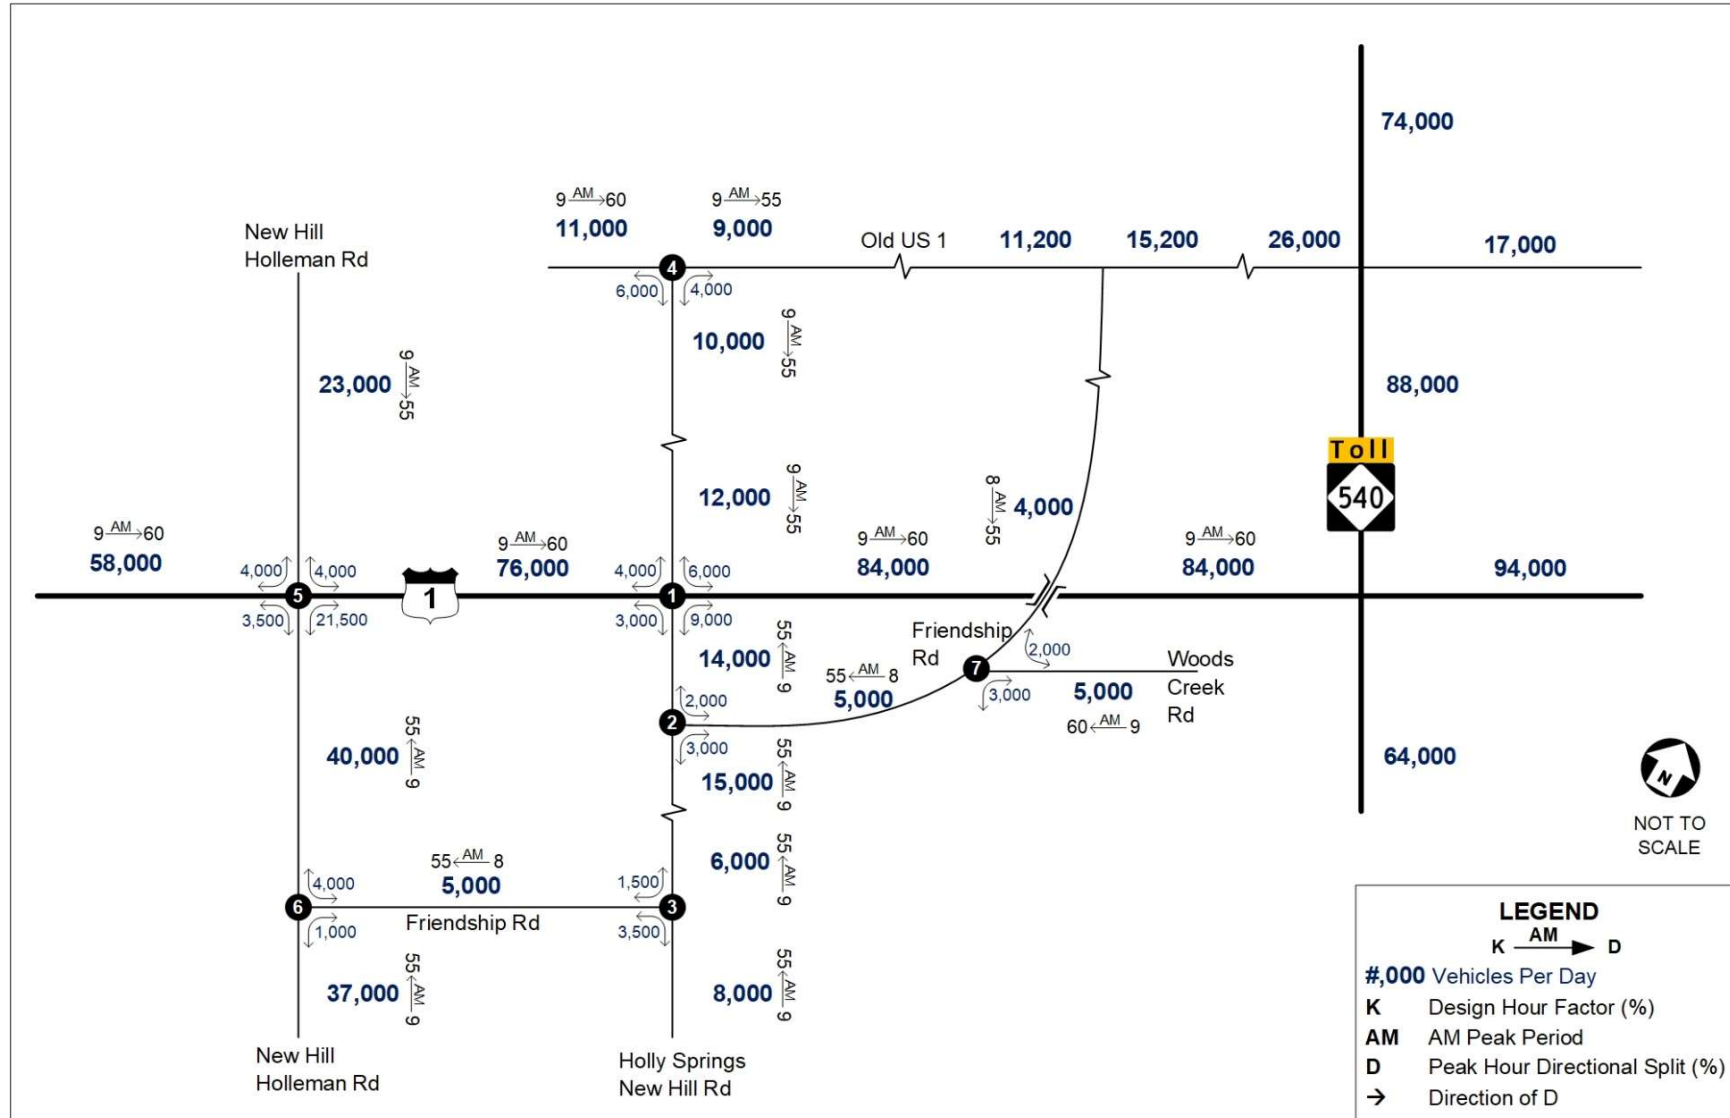 74,000
9 AM 60
9 AM 55
11,000
9,000
New Hill
Holleman Rd
Old US 1
11,200
15,200
26,000
17,000
4
6,000
4,000
10,000
9 AM 55
23,000
9 AM 55
88,000
Toll
540
12,000
9 AM 55
8 AM 55
4,000
9 AM 60
58,000
9 AM 60
76,000
9 AM 60
84,000
9 AM 60
84,000
94,000
4,000
4,000
4,000
6,000
5
1
1
3,500
21,500
3,000
9,000
14,000
55 AM 9
Friendship
Rd
2,000
7
Woods
Creek
Rd
55 AM 8
5,000
3,000
5,000
60 AM 9
2,000
2
3,000
15,000
55 AM 9
40,000
55 AM 9
64,000
N
NOT TO
SCALE
55 AM 8
5,000
6,000
55 AM 9
4,000
1,500
6
3
Friendship Rd
1,000
3,500
37,000
55 AM 9
8,000
55 AM 9
New Hill
Holleman Rd
Holly Springs
New Hill Rd
LEGEND
K AM D
#,000 Vehicles Per Day
K Design Hour Factor (%)
AM AM Peak Period
D Peak Hour Directional Split (%)
→ Direction of D